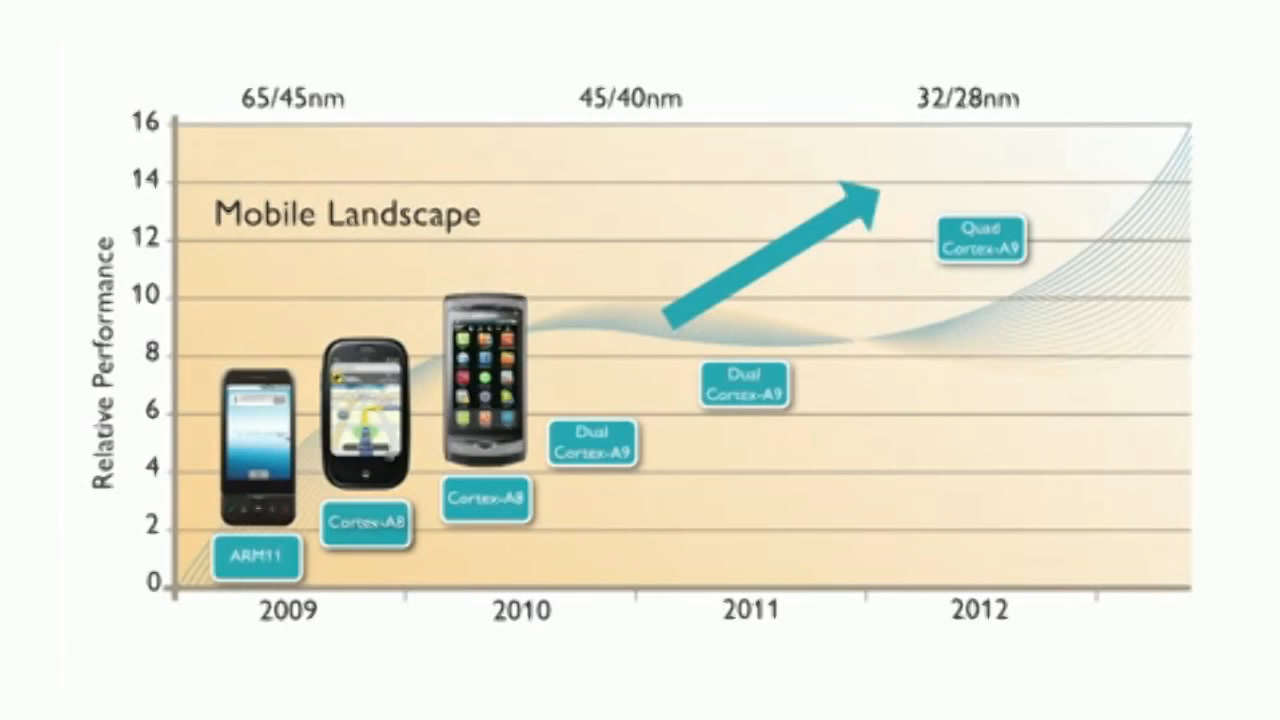 65/45nm 45/40nm 32/28nm
16
14
Mobile Landscape
12
Quad
Cortex-A9
10
8
Dual
Cortex-A9
6
Dual
Cortex-A9
4
Cortex-A8
2
Cortex-A8
ARM11
0
2009 2010 2011 2012
Relative Performance